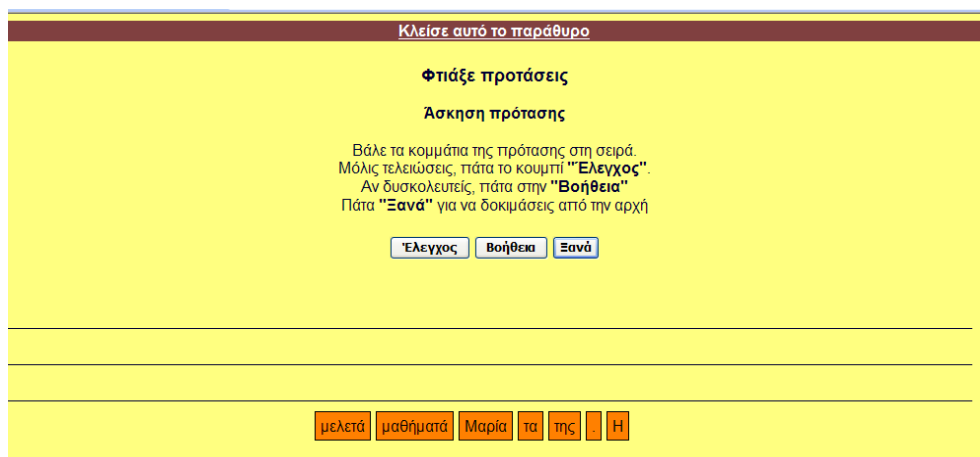 Κλείσε αυτό το παράθυρο
Φτιάξε προτάσεις
Άσκηση πρότασης
Βάλε τα κομμάτια της πρότασης στη σειρά.
Μόλις τελειώσεις, πάτα το κουμπί "Έλεγχος".
Αν δυσκολευτείς, πάτα στην "Βοήθεια"
Πάτα "Ξανά" για να δοκιμάσεις από την αρχή
Έλεγχος Βοήθεια Ξανά
μελετά μαθήματά Μαρία τα της . Η